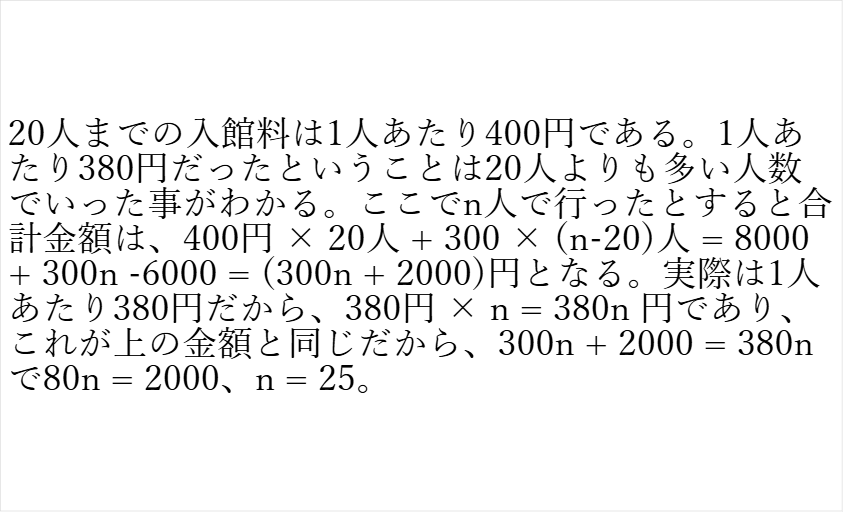 20人までの入館料は1人あたり400円である。1人あ
たり380円だったということは20人よりも多い人数
でいった事がわかる。ここでn人で行ったとすると合
計金額は、400円 × 20人 + 300 × (n-20)人 = 8000
+ 300n -6000 = (300n + 2000)円となる。実際は1人
あたり380円だから、380円 × n = 380n 円であり、
これが上の金額と同じだから、300n + 2000 = 380n
で80n = 2000、n = 25。